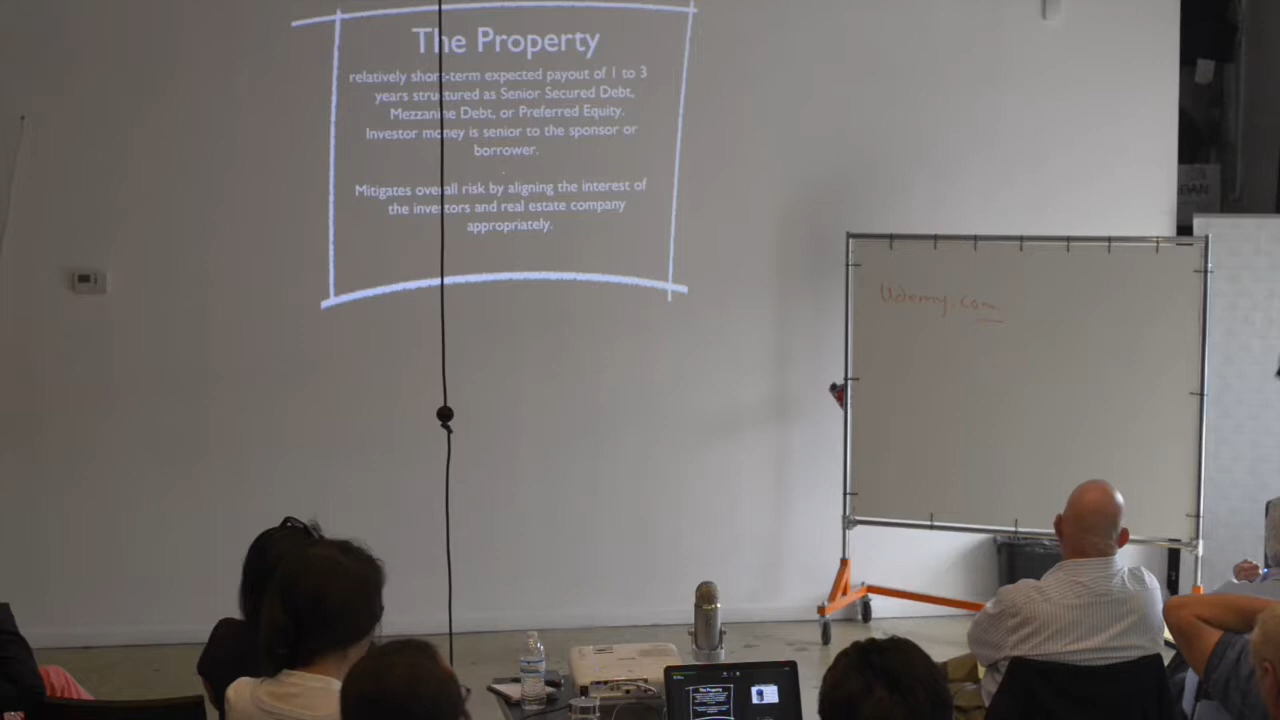 The Property
relatively short-term expected payout of 1 to 3
years structured as Senior Secured Debt,
Mezzanine Debt, or Preferred Equity.
Investor money is senior to the sponsor or
borrower.
.
Mitigates overall risk by aligning the interest of
the investors and real estate company
appropriately.
Udemy.com
The Property